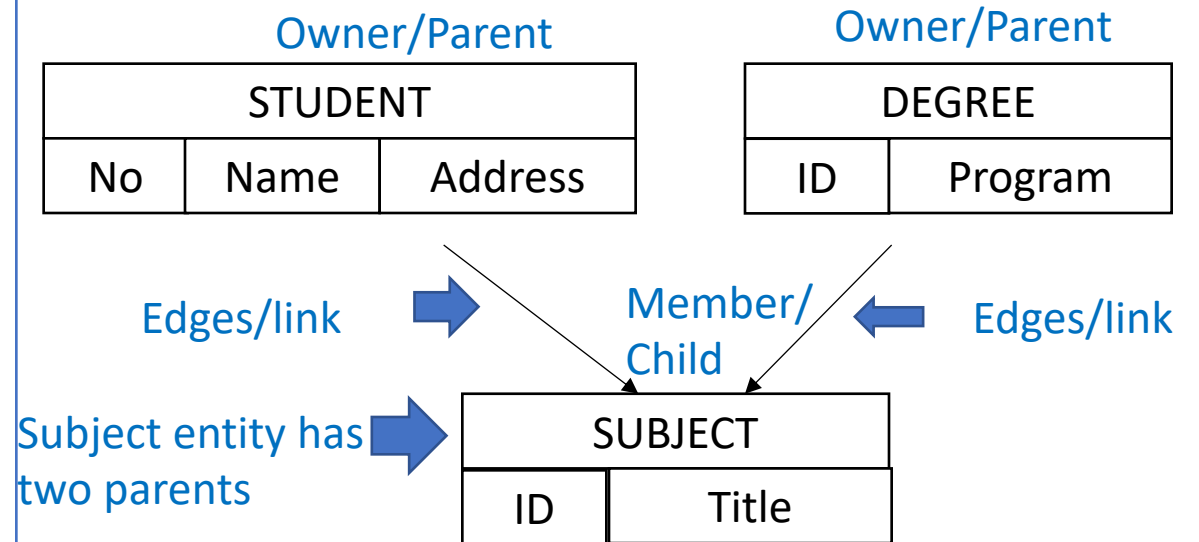 Owner/Parent
Owner/Parent
STUDENT
DEGREE
No
Name
Address
ID
Program
Edges/link
Member/
Child
Edges/link
Subject entity has
two parents
SUBJECT
ID
Title